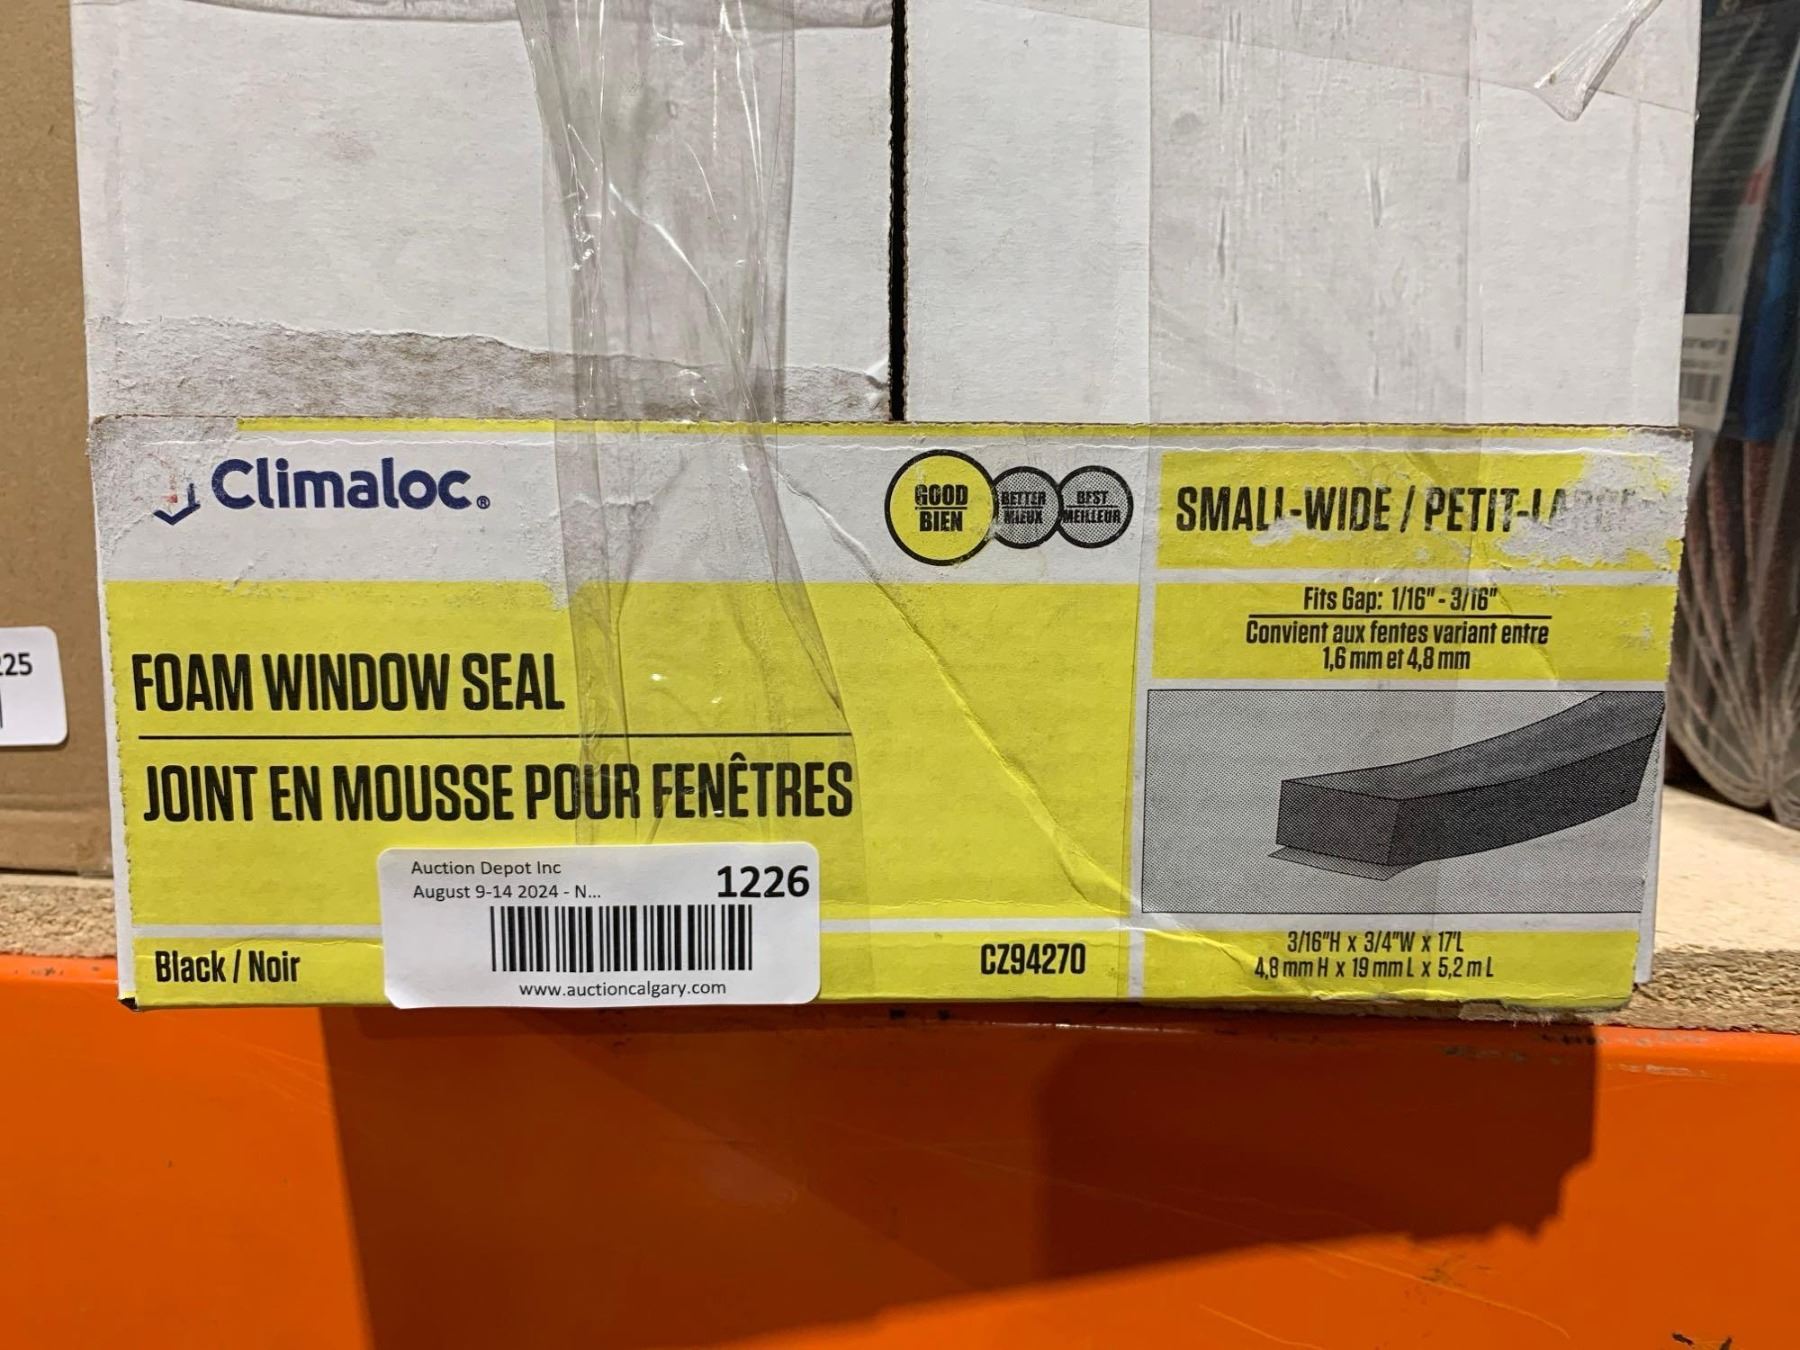 Climaloc®
GOOD
BIEN
BETTER
MIEUX
BEST
MEILLEUR
SMALL-WIDE / PETIT-LARGE
Fits Gap: 1/16" - 3/16"
Convient aux fentes variant entre
1,6 mm et 4,8 mm
FOAM WINDOW SEAL
JOINT EN MOUSSE POUR FENÊTRES
Auction Depot Inc
August 9-14 2024 - N...
1226
www.auctioncalgary.com
Black / Noir
CZ94270
3/16"H x 3/4"W x 17'L
4,8 mm H x 19 mm L x 5,2 m L
225